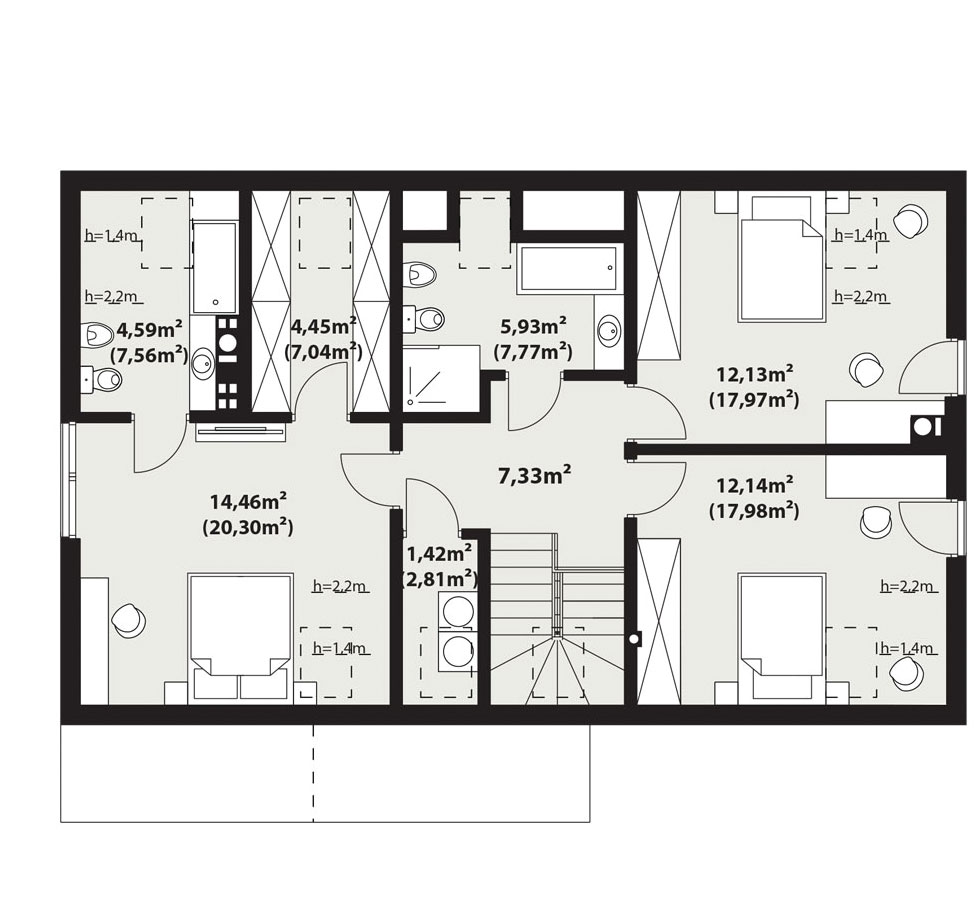 h=1,4m
h=2,2m
4,59m²
(7,56m²)
4,45m²
(7,04m²)
5,93m²
(7,77m²)
h=1,4m
h=2,2m
12,13m²
(17,97m²)
14,46m²
(20,30m²)
7,33m²
12,14m²
(17,98m²)
1,42m²
(2,81m²)
h=2,2m
h=1,4m
h=2,2m
h=1,4m